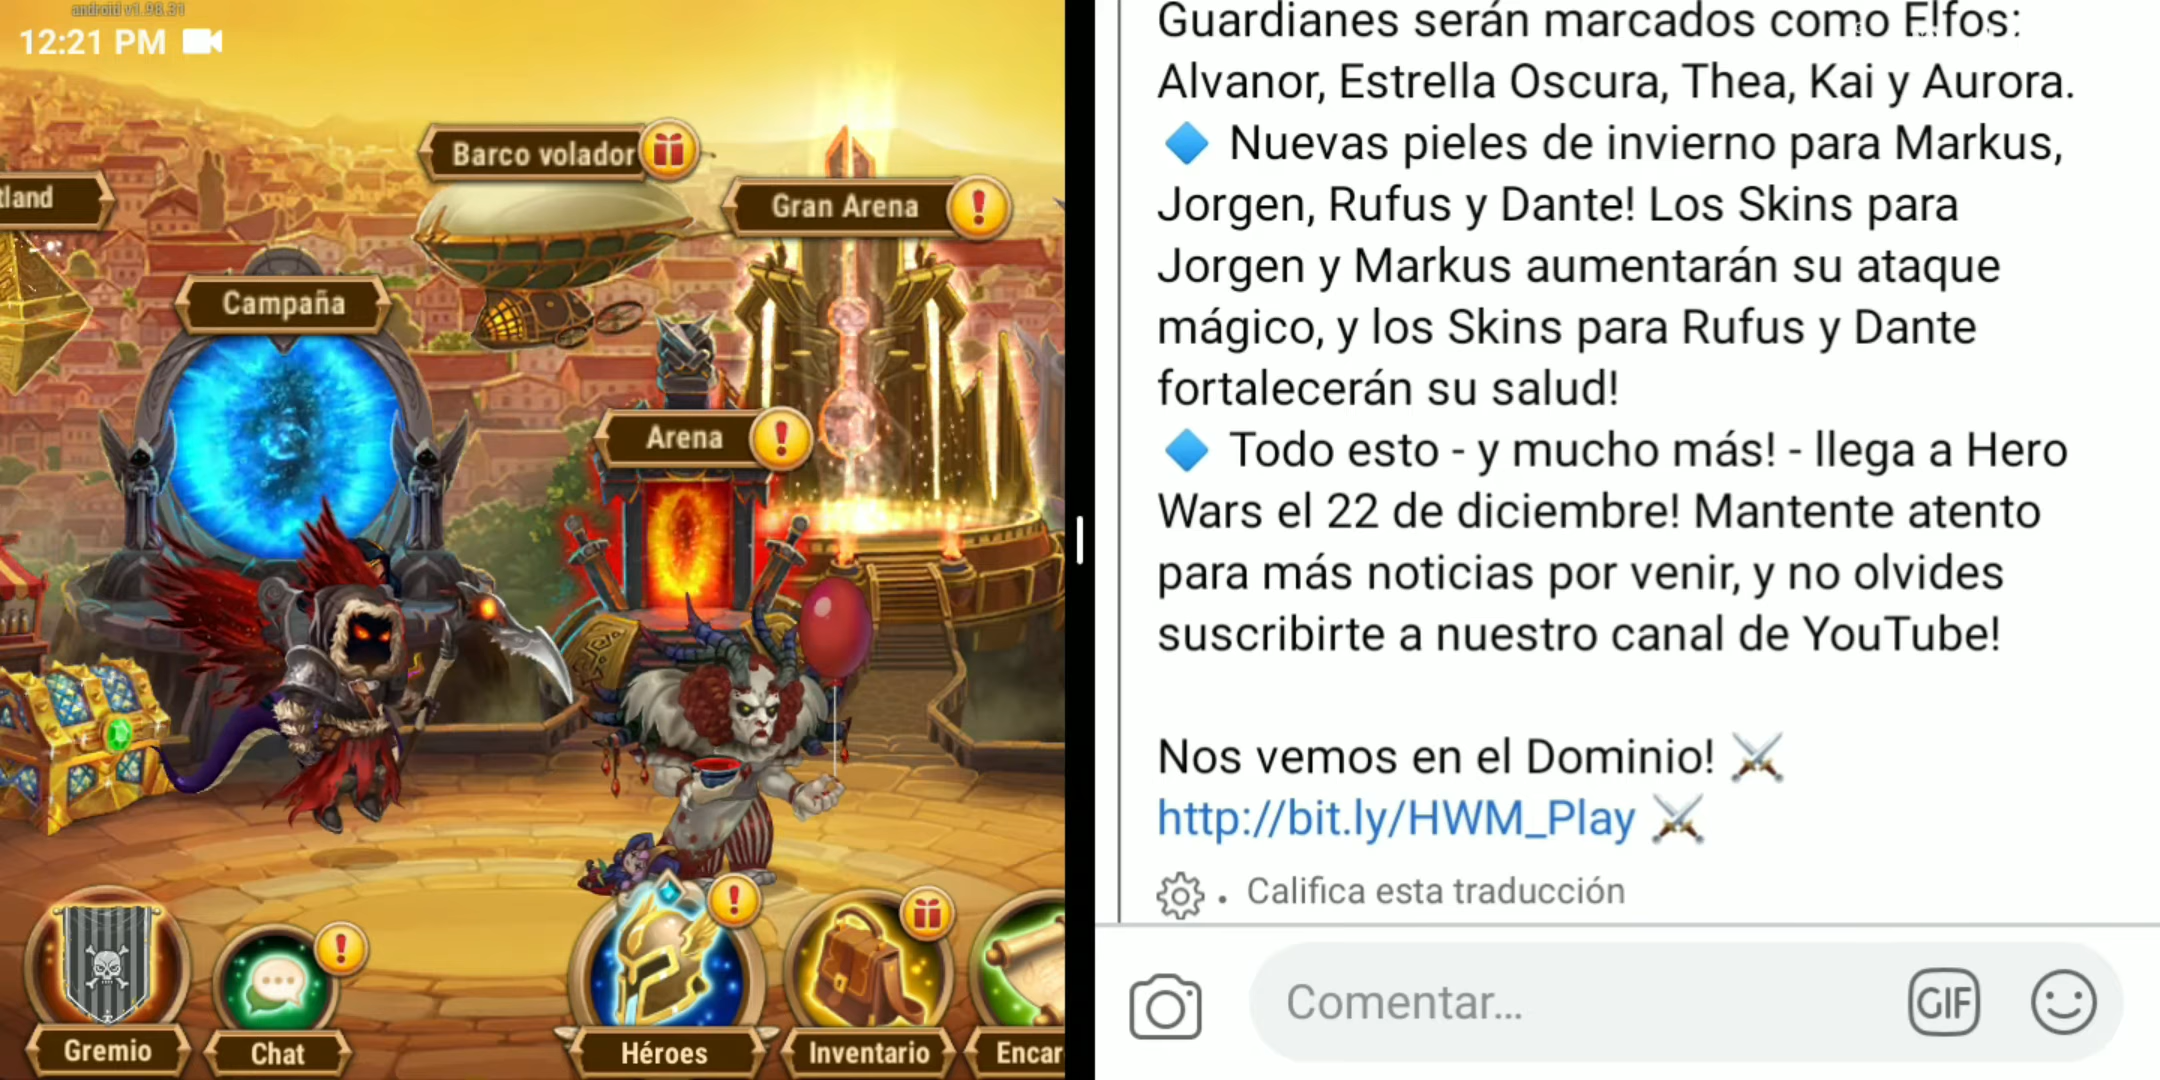 android v1.98.31
12:21 PM
Barco volador
tland
Gran Arena
Campaña
Arena
Gremio
Chat
Héroes
Inventario
Encar
Guardianes serán marcados como Elfos:
Alvanor, Estrella Oscura, Thea, Kai y Aurora.
🔷 Nuevas pieles de invierno para Markus,
Jorgen, Rufus y Dante! Los Skins para
Jorgen y Markus aumentarán su ataque
mágico, y los Skins para Rufus y Dante
fortalecerán su salud!
🔷 Todo esto - y mucho más! - llega a Hero
Wars el 22 de diciembre! Mantente atento
para más noticias por venir, y no olvides
suscribirte a nuestro canal de YouTube!
Nos vemos en el Dominio! ⚔️
http://bit.ly/HWM_Play ⚔️
. Califica esta traducción
Comentar...
GIF